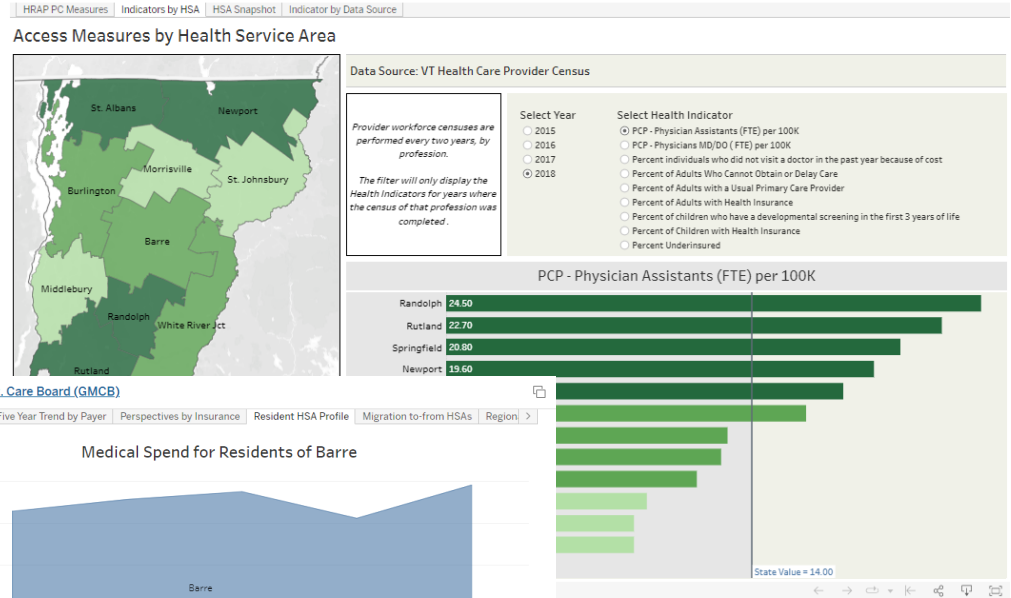 HRAP PC Measures
Indicators by HSA
HSA Snapshot
Indicator by Data Source
Access Measures by Health Service Area
St. Albans
Newport
Morrisville
St. Johnsbury
Burlington
Barre
Middlebury
Randolph
White River Jct
Rutland
Data Source: VT Health Care Provider Census
Provider workforce censuses are
performed every two years, by
profession.
The filter will only display the
Health Indicators for years where
the census of that profession was
completed .
Select Year
2015
2016
2017
2018
Select Health Indicator
PCP - Physician Assistants (FTE) per 100K
PCP - Physicians MD/DO ( FTE) per 100K
Percent individuals who did not visit a doctor in the past year because of cost
Percent of Adults Who Cannot Obtain or Delay Care
Percent of Adults with a Usual Primary Care Provider
Percent of Adults with Health Insurance
Percent of children who have a developmental screening in the first 3 years of life
Percent of Children with Health Insurance
Percent Underinsured
PCP - Physician Assistants (FTE) per 100K
Randolph 24.50
Rutland 22.70
Springfield 20.80
Newport 19.60
State Value = 14.00
. Care Board (GMCB)
Five Year Trend by Payer
Perspectives by Insurance
Resident HSA Profile
Migration to-from HSAs
Region
Medical Spend for Residents of Barre
Barre